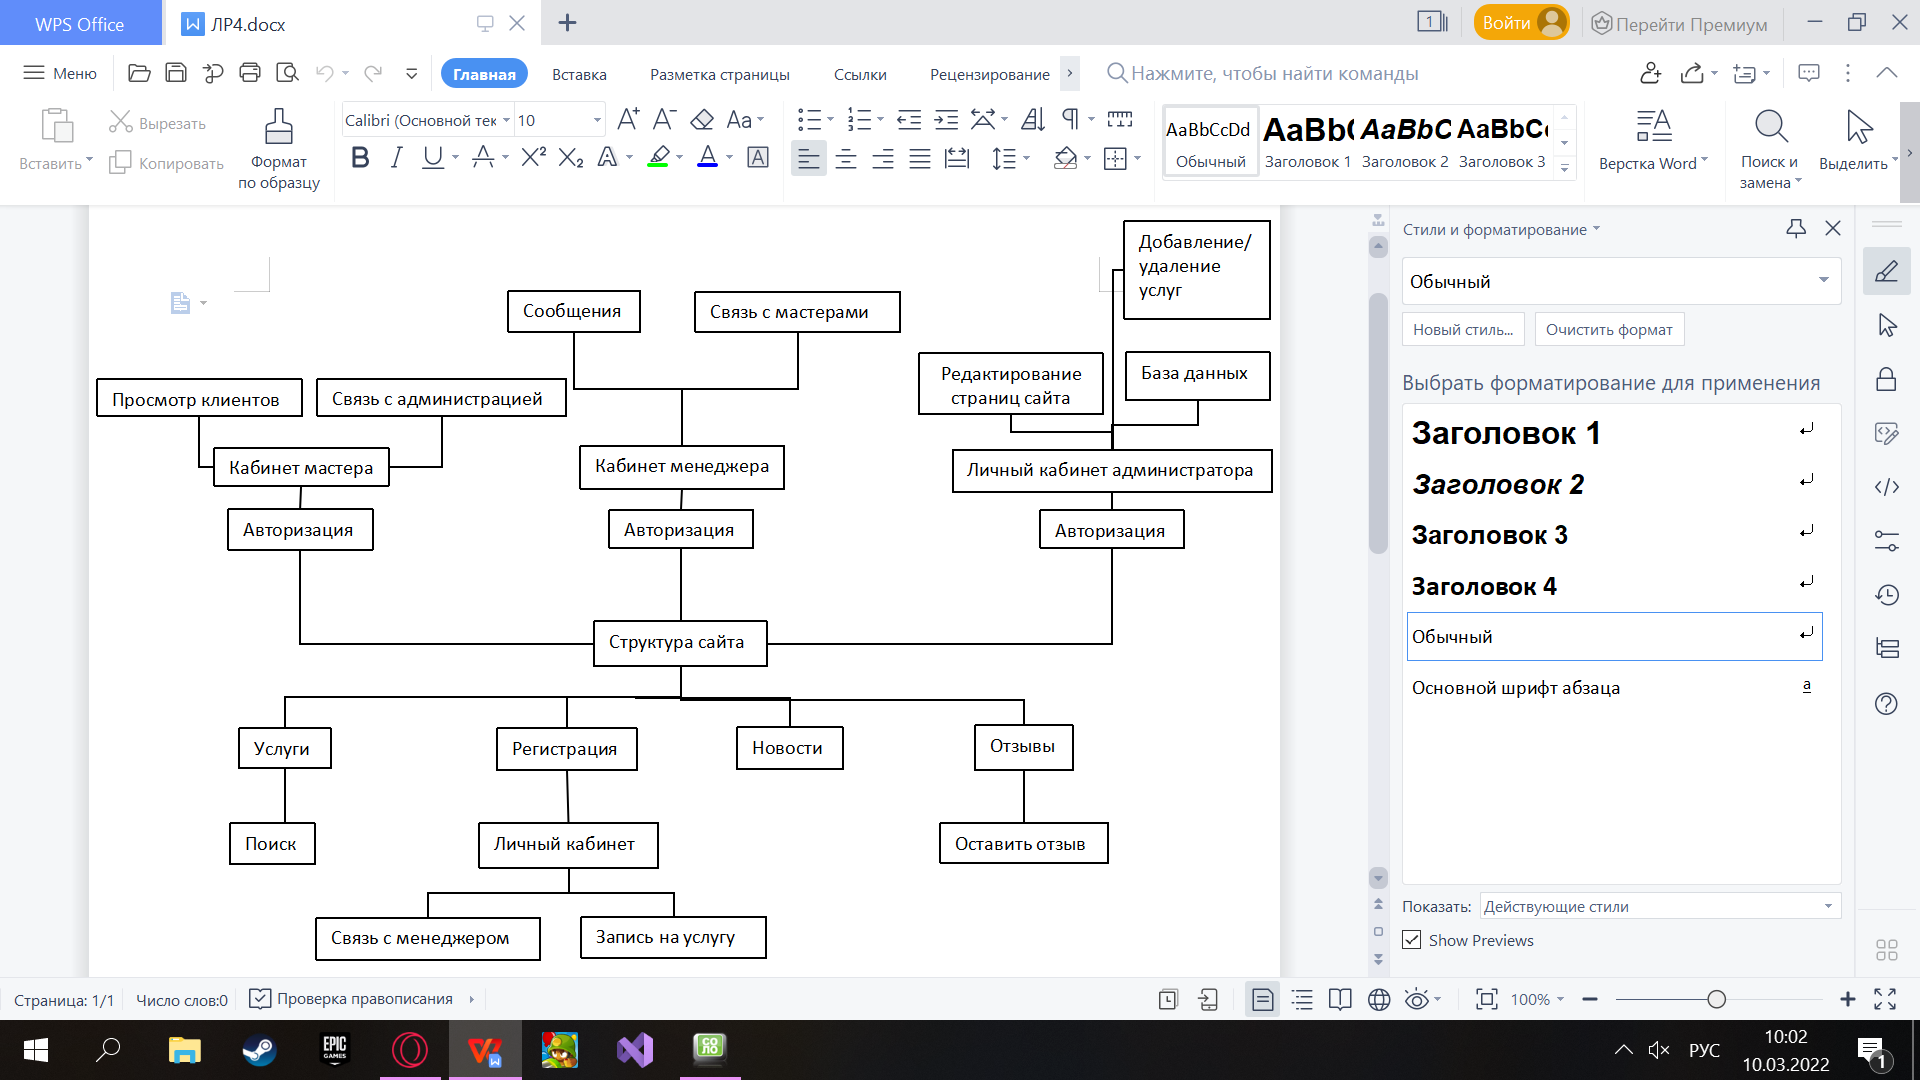 WPS Office
ЛР4.docx
1
Войти
Перейти Премиум
Меню
Главная
Вставка
Разметка страницы
Ссылки
Рецензирование
Нажмите, чтобы найти команды
Вставить
Вырезать
Копировать
Формат
по образцу
Calibri (Основной тек
10
AaBbCcDd
Обычный
Заголовок 1
Заголовок 2
Заголовок 3
Верстка Word
Поиск и
замена
Выделить
Добавление/
удаление
услуг
Сообщения
Связь с мастерами
Редактирование
страниц сайта
База данных
Просмотр клиентов
Связь с администрацией
Кабинет мастера
Кабинет менеджера
Личный кабинет администратора
Авторизация
Авторизация
Авторизация
Структура сайта
Услуги
Регистрация
Новости
Отзывы
Поиск
Личный кабинет
Оставить отзыв
Связь с менеджером
Запись на услугу
Стили и форматирование
Обычный
Новый стиль...
Очистить формат
Выбрать форматирование для применения
Заголовок 1
Заголовок 2
Заголовок 3
Заголовок 4
Обычный
Основной шрифт абзаца
a
Показать:
Действующие стили
Show Previews
Страница: 1/1
Число слов:0
Проверка правописания
100%
EPIC
GAMES
СОЛО
РУС
10:02
10.03.2022
1